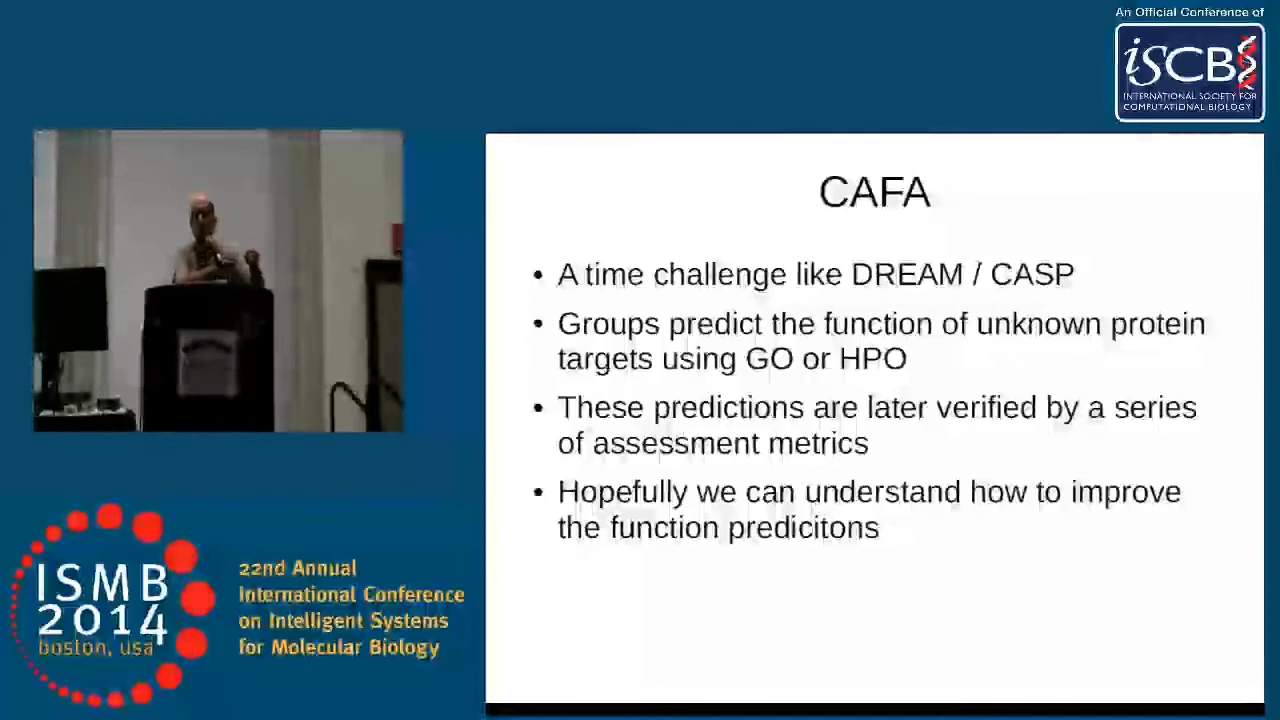 An Official Conference of
iSCB
INTERNATIONAL SOCIETY FOR
COMPUTATIONAL BIOLOGY
CAFA
• A time challenge like DREAM / CASP
• Groups predict the function of unknown protein
targets using GO or HPO
• These predictions are later verified by a series
of assessment metrics
• Hopefully we can understand how to improve
the function predicitons
ISMB
2014
boston, usa
22nd Annual
International Conference
on Intelligent Systems
for Molecular Biology